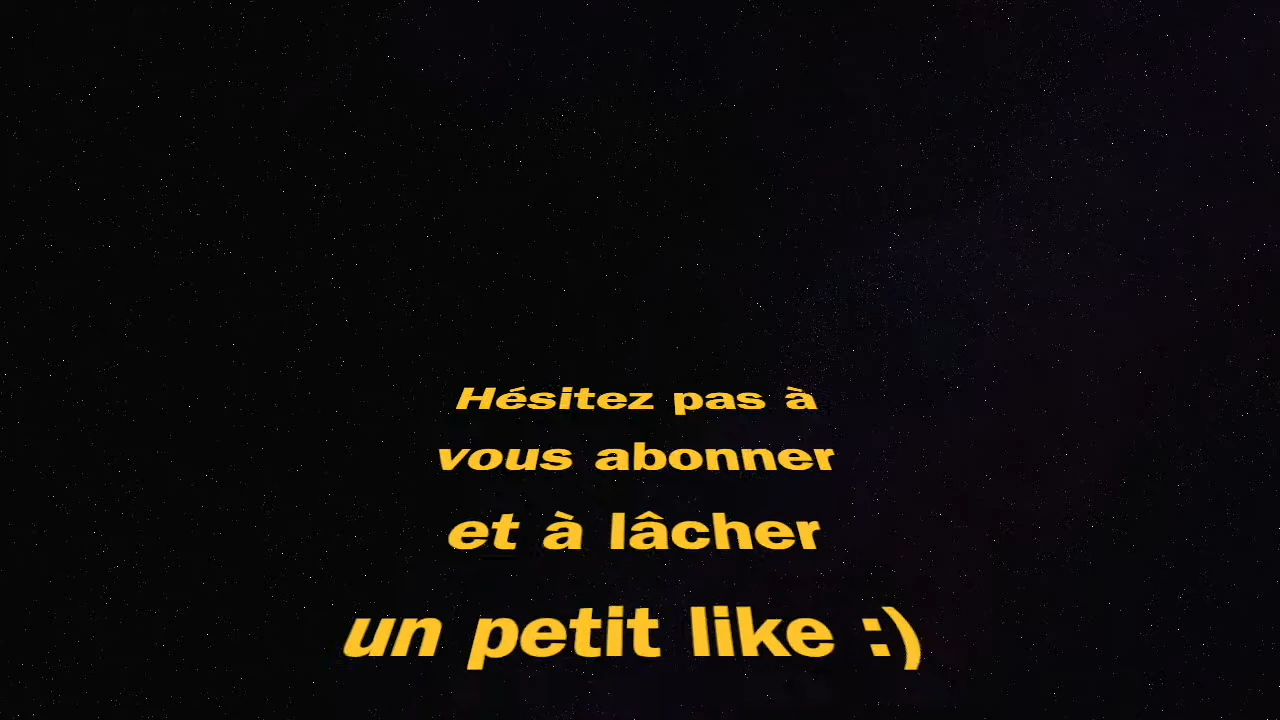 Hésitez pas à
vous abonner
et à lâcher
un petit like :)